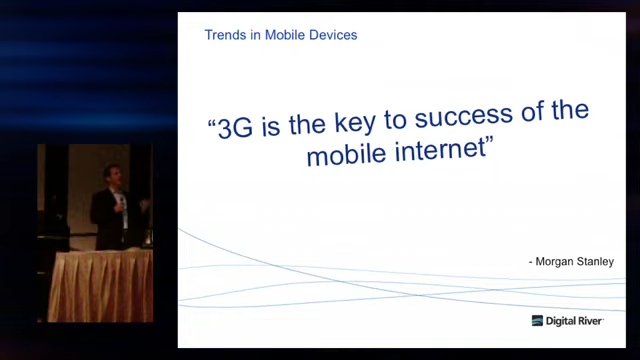 Trends in Mobile Devices
“3G is the key to success of the
mobile internet”
- Morgan Stanley
Digital River